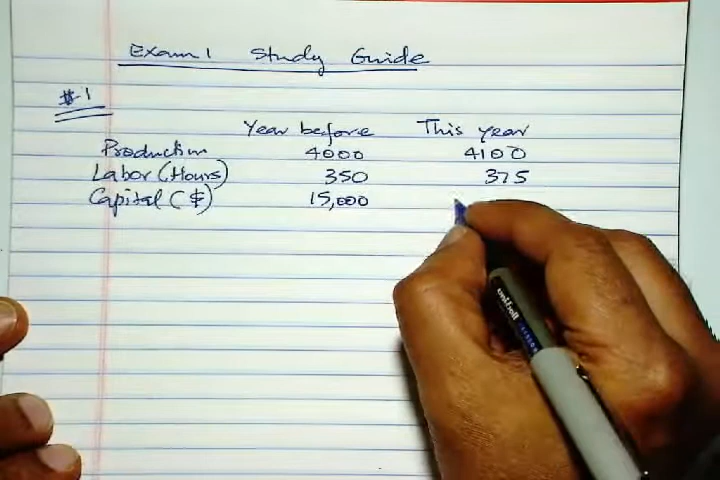 Exam 1 Study Guide
#1
Year before This year
Production 4000 4100
Labor (Hours) 350 375
Capital ($) 15,000
uniball